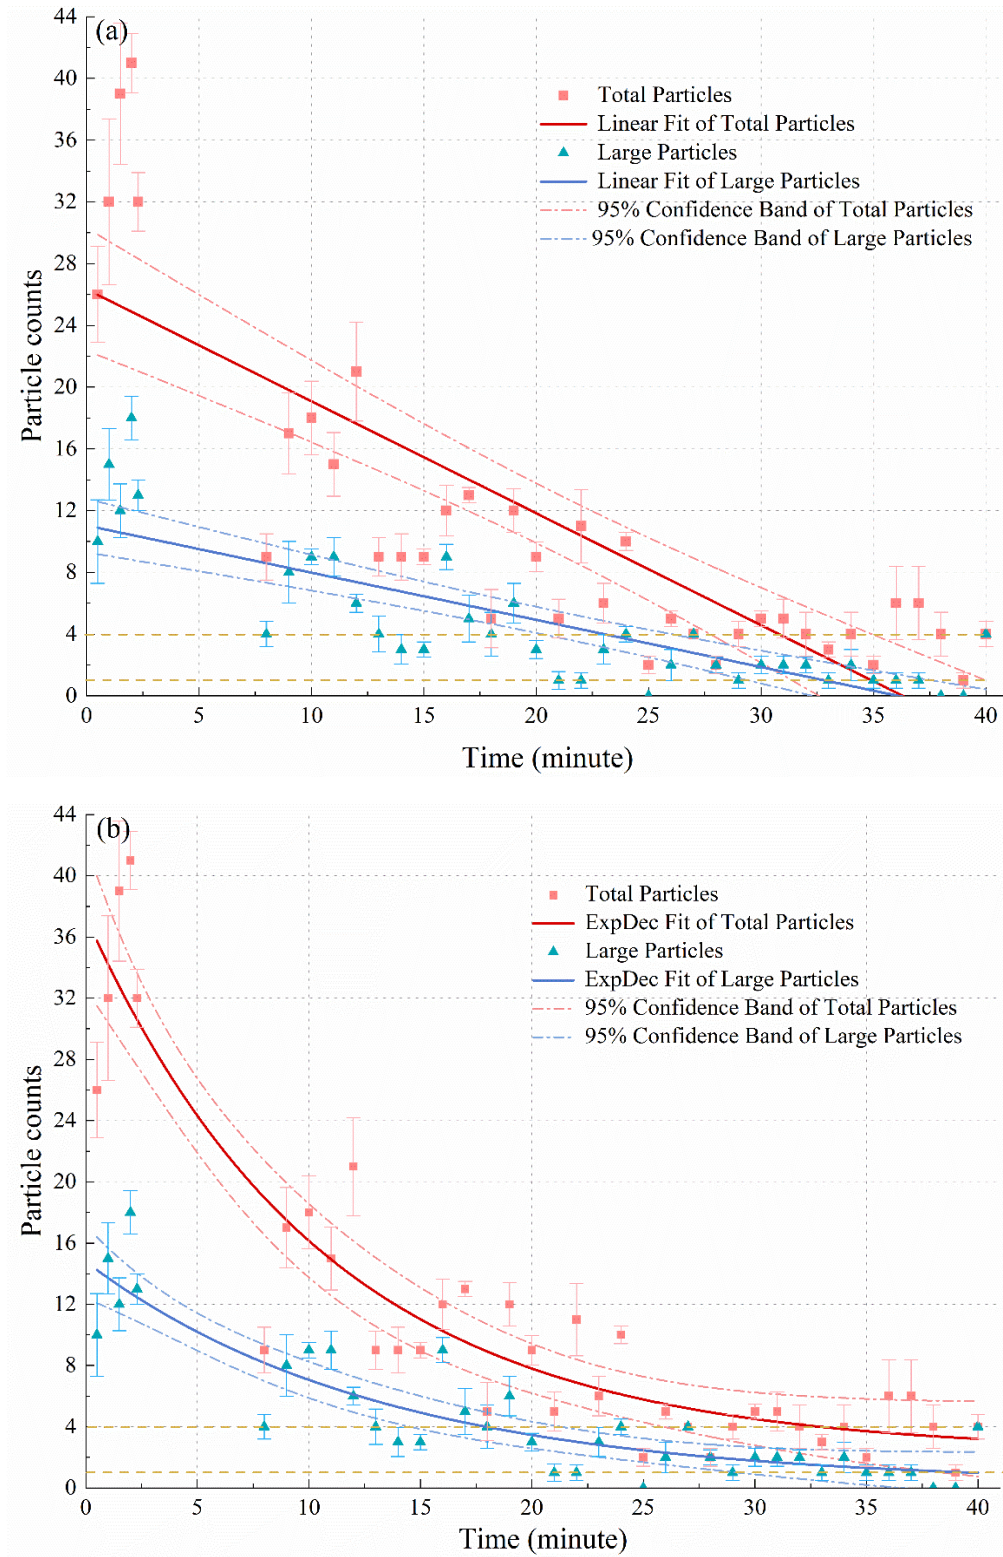 (a)
Total Particles
Linear Fit of Total Particles
Large Particles
Linear Fit of Large Particles
95% Confidence Band of Total Particles
95% Confidence Band of Large Particles
Particle counts
44
40
36
32
28
24
20
16
12
8
4
0
0 5 10 15 20 25 30 35 40
Time (minute)
(b)
Total Particles
ExpDec Fit of Total Particles
Large Particles
ExpDec Fit of Large Particles
95% Confidence Band of Total Particles
95% Confidence Band of Large Particles
Particle counts
44
40
36
32
28
24
20
16
12
8
4
0
0 5 10 15 20 25 30 35 40
Time (minute)